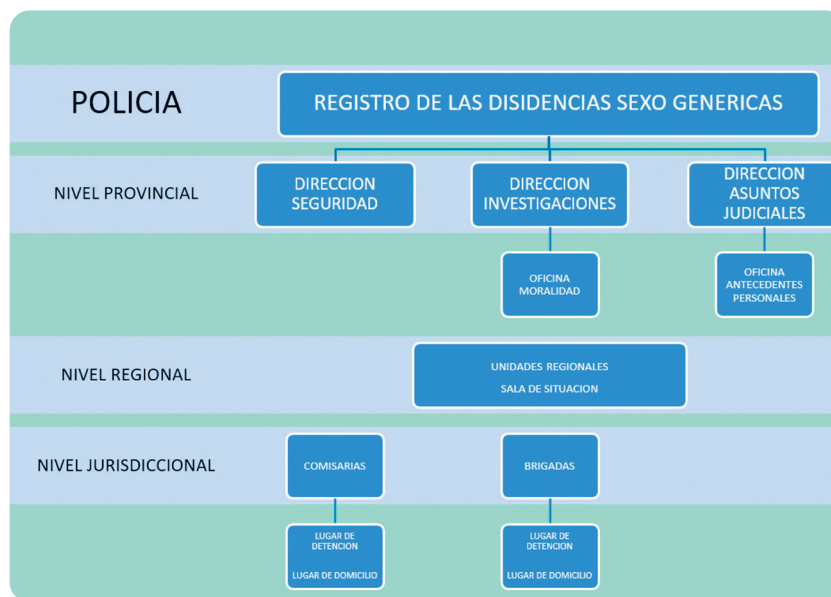 POLICIA
REGISTRO DE LAS DISIDENCIAS SEXO GENERICAS
NIVEL PROVINCIAL
DIRECCION
SEGURIDAD
DIRECCION
INVESTIGACIONES
DIRECCION
ASUNTOS
JUDICIALES
OFICINA
MORALIDAD
OFICINA
ANTECEDENTES
PERSONALES
NIVEL REGIONAL
UNIDADES REGIONALES
SALA DE SITUACION
NIVEL JURISDICCIONAL
COMISARIAS
BRIGADAS
LUGAR DE
DETENCION
LUGAR DE DOMICILIO
LUGAR DE
DETENCION
LUGAR DE DOMICILIO